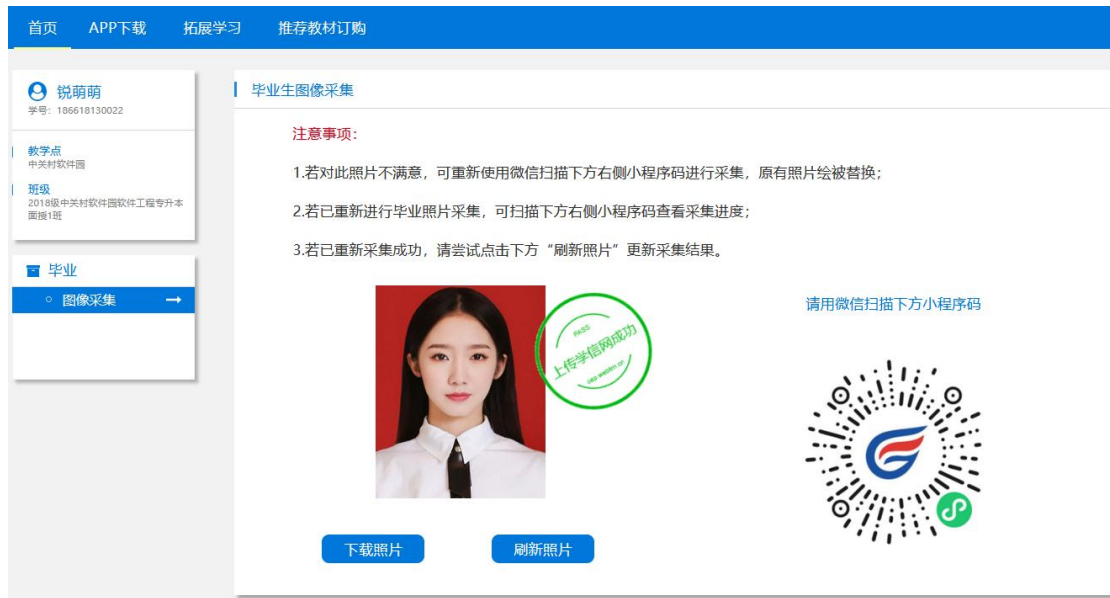 首页 APP下载 拓展学习 推荐教材订购
锐萌萌
学号：186618130022
教学点
中关村软件园
班级
2018级中关村软件园软件工程专升本
面授1班
毕业
图像采集
毕业生图像采集
注意事项：
1.若对此照片不满意，可重新使用微信扫描下方右侧小程序码进行采集，原有照片绘被替换；
2.若已重新进行毕业照片采集，可扫描下方右侧小程序码查看采集进度；
3.若已重新采集成功，请尝试点击下方“刷新照片”更新采集结果。
PASS
上传学信网成功
请用微信扫描下方小程序码
下载照片 刷新照片